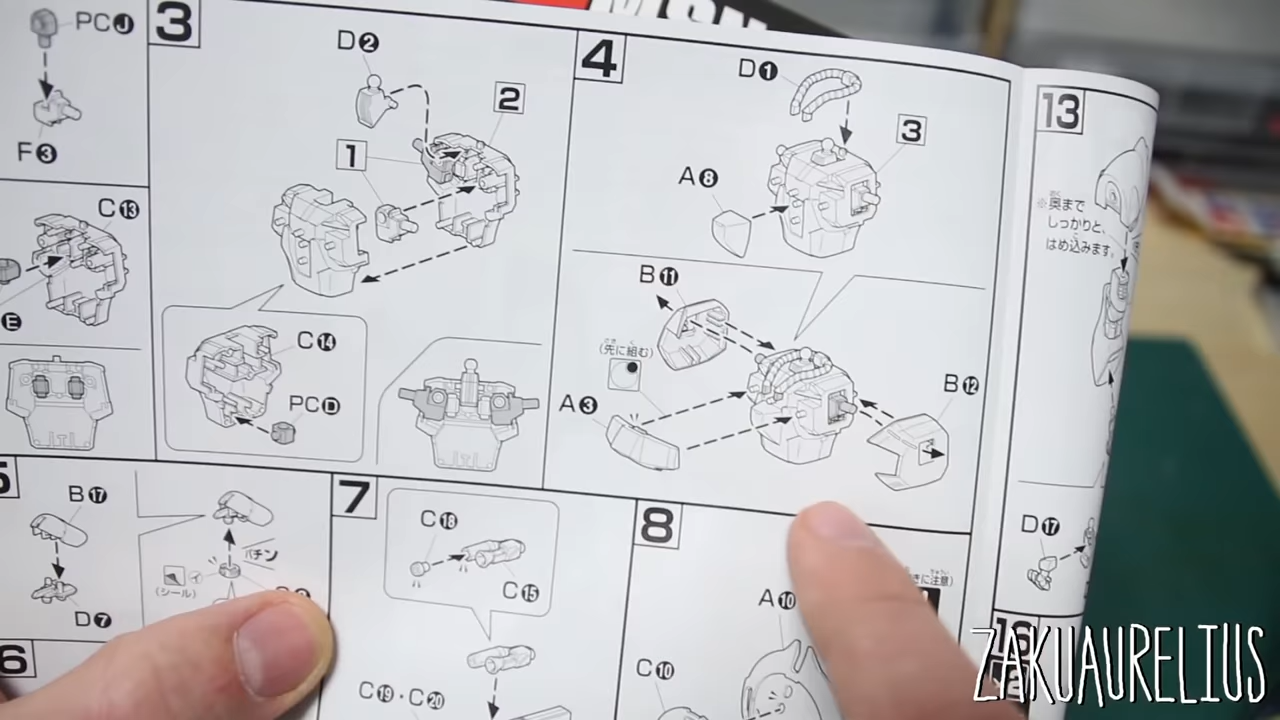 PC J
F 3
C 13
E
3
D 2
2
1
C 14
PC D
4
D 1
3
A 8
B 11
(先に組む)
A 3
B 12
13
※奥まで
しっかりと、
はめ込みます。
D 17
5
B 17
D 7
パチン
(シール)
6
7
C 18
C 15
C 19・C 20
8
きに注意)
A 10
C 10
ZAKUAURELIUS